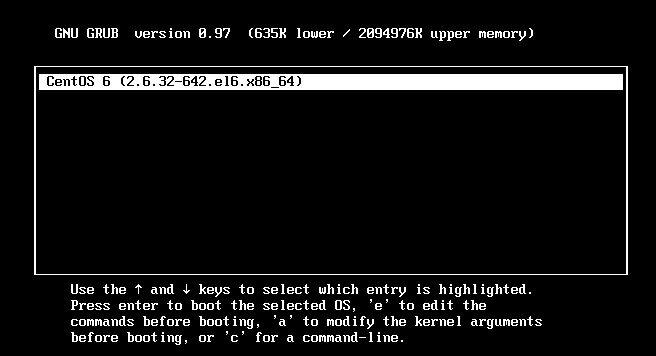 GNU GRUB  version 0.97  (635K lower / 2094976K upper memory)
CentOS 6 (2.6.32-642.el6.x86_64)
Use the ↑ and ↓ keys to select which entry is highlighted.
Press enter to boot the selected OS, 'e' to edit the
commands before booting, 'a' to modify the kernel arguments
before booting, or 'c' for a command-line.